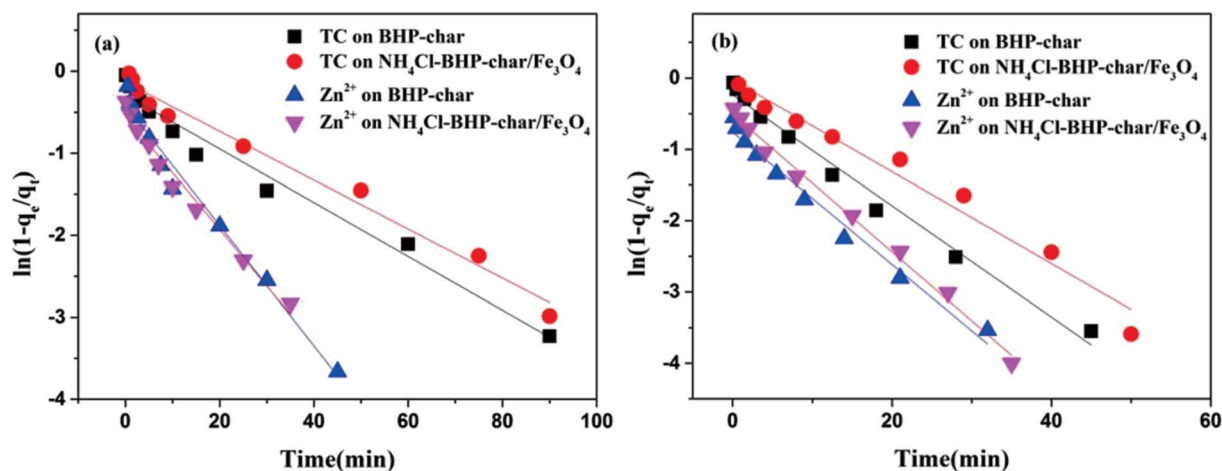 (a)
TC on BHP-char
TC on NH₄Cl-BHP-char/Fe₃O₄
Zn²⁺ on BHP-char
Zn²⁺ on NH₄Cl-BHP-char/Fe₃O₄
0
-1
-2
-3
-4
ln(1-qₑ/qₜ)
0 20 40 60 80 100
Time(min)
(b)
TC on BHP-char
TC on NH₄Cl-BHP-char/Fe₃O₄
Zn²⁺ on BHP-char
Zn²⁺ on NH₄Cl-BHP-char/Fe₃O₄
0
-1
-2
-3
-4
ln(1-qₑ/qₜ)
0 20 40 60
Time(min)